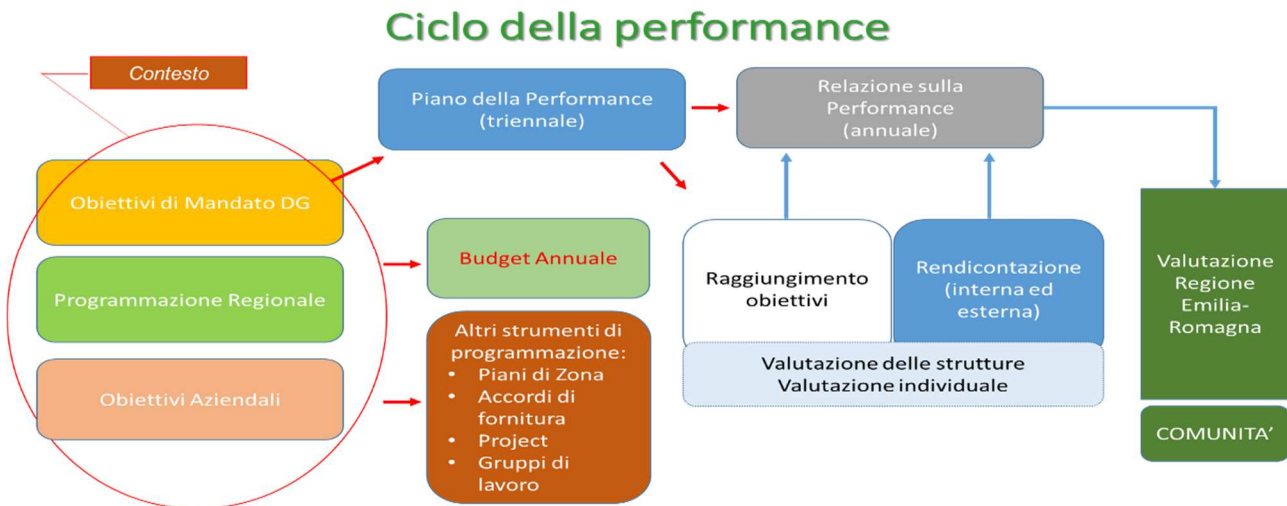 Ciclo della performance
Contesto
Obiettivi di Mandato DG
Programmazione Regionale
Obiettivi Aziendali
Piano della Performance
(triennale)
Budget Annuale
Altri strumenti di
programmazione:
• Piani di Zona
• Accordi di
fornitura
• Project
• Gruppi di
lavoro
Relazione sulla
Performance
(annuale)
Raggiungimento
obiettivi
Rendicontazione
(interna ed
esterna)
Valutazione delle strutture
Valutazione individuale
Valutazione
Regione
Emilia-
Romagna
COMUNITA’